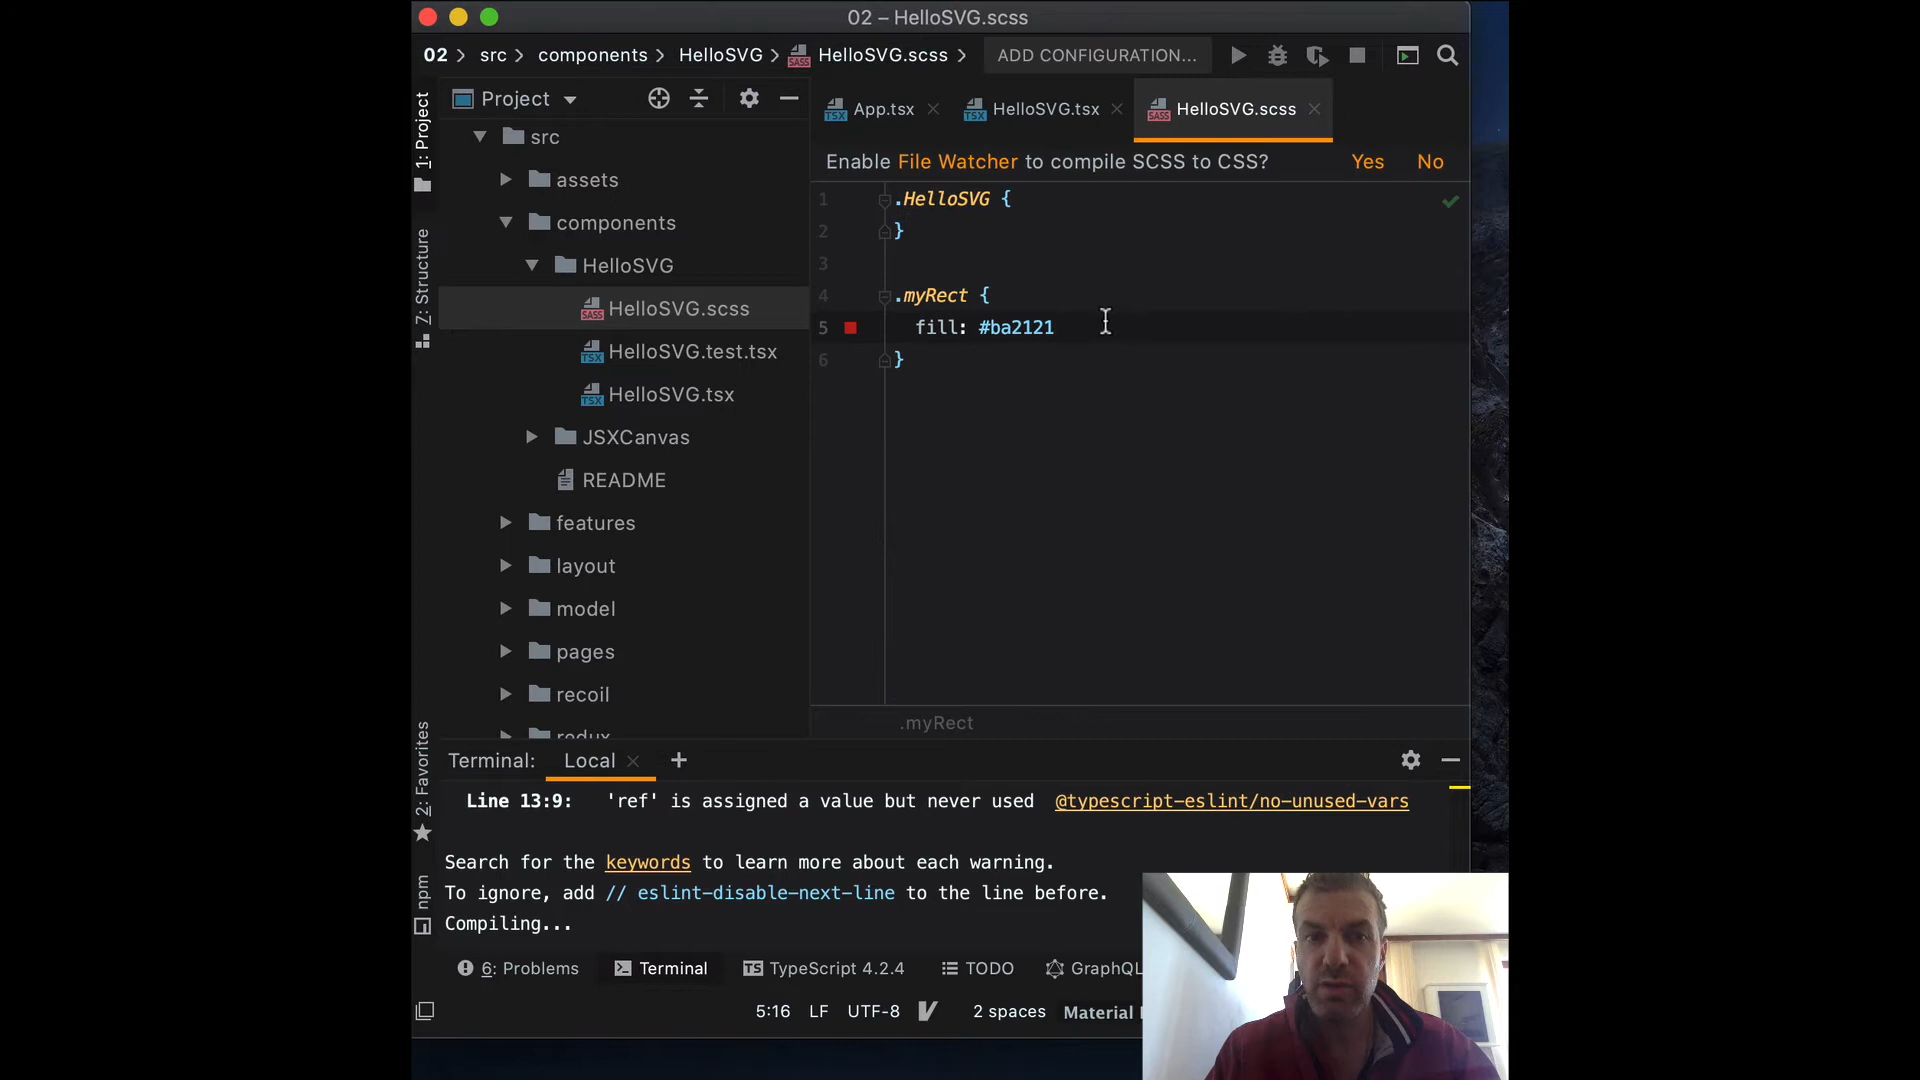 02 – HelloSVG.scss
02 src components HelloSVG HelloSVG.scss ADD CONFIGURATION...
1: Project
Z: Structure
2: Favorites
npm
Project
src
assets
components
HelloSVG
HelloSVG.scss
HelloSVG.test.tsx
HelloSVG.tsx
JSXCanvas
README
features
layout
model
pages
recoil
redux
App.tsx HelloSVG.tsx HelloSVG.scss
Enable File Watcher to compile SCSS to CSS? Yes No
1 .HelloSVG {
2 }
3
4 .myRect {
5 fill: #ba2121
6 }
.myRect
Terminal: Local
Line 13:9: 'ref' is assigned a value but never used @typescript-eslint/no-unused-vars
Search for the keywords to learn more about each warning.
To ignore, add // eslint-disable-next-line to the line before.
Compiling...
6: Problems Terminal TypeScript 4.2.4 TODO GraphQL
5:16 LF UTF-8 2 spaces Material